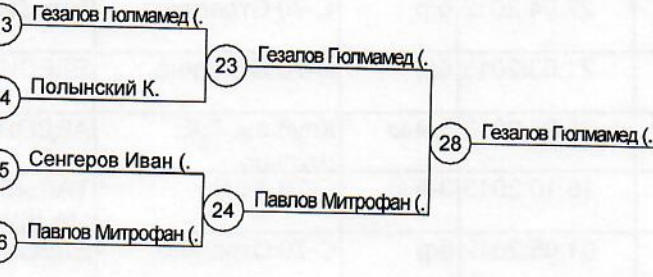 3 Гезалов Гюлмамед (.
23 Гезалов Гюлмамед (.
4 Полынский К.
28 Гезалов Гюлмамед (.
5 Сенгеров Иван (.
24 Павлов Митрофан (.
6 Павлов Митрофан (.